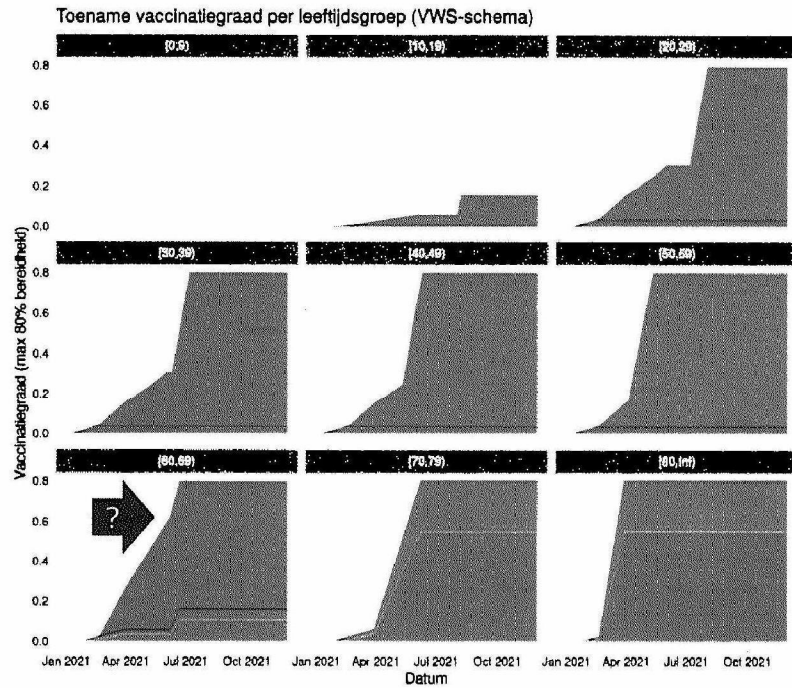 Toename vaccinatiegraad per leeftijdsgroep (VWS-schema)
[0,9) [10,19) [20,29)
0.8
0.6
0.4
0.2
0.0
[30,39) [40,49) [50,59)
0.8
0.6
0.4
0.2
0.0
Vaccinatiegraad (max 80% bereidheid)
[60,69) [70,79) [80,Inf)
0.8
?
0.6
0.4
0.2
0.0
Jan 2021 Apr 2021 Jul 2021 Oct 2021 Jan 2021 Apr 2021 Jul 2021 Oct 2021 Jan 2021 Apr 2021 Jul 2021 Oct 2021
Datum